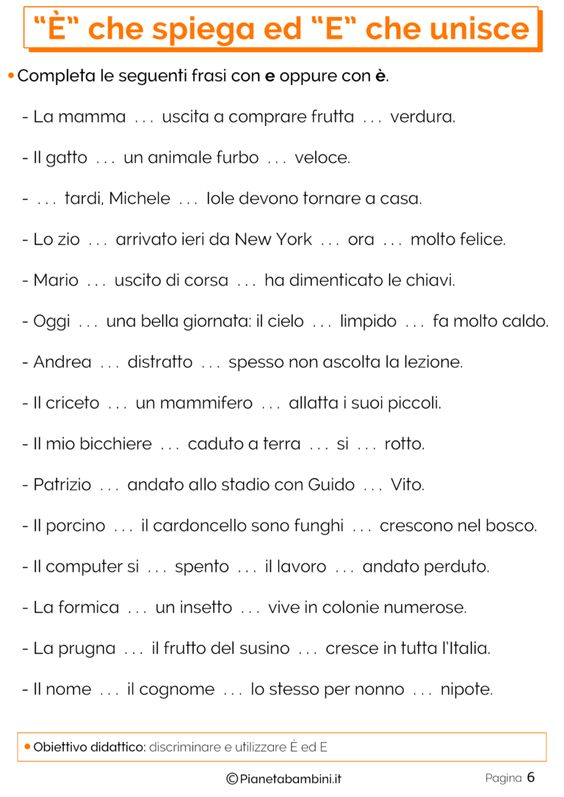 “È” che spiega ed “E” che unisce
• Completa le seguenti frasi con e oppure con è.
- La mamma ... uscita a comprare frutta ... verdura.
- Il gatto ... un animale furbo ... veloce.
- ... tardi, Michele ... Iole devono tornare a casa.
- Lo zio ... arrivato ieri da New York ... ora ... molto felice.
- Mario ... uscito di corsa ... ha dimenticato le chiavi.
- Oggi ... una bella giornata: il cielo ... limpido ... fa molto caldo.
- Andrea ... distratto ... spesso non ascolta la lezione.
- Il criceto ... un mammifero ... allatta i suoi piccoli.
- Il mio bicchiere ... caduto a terra ... si ... rotto.
- Patrizio ... andato allo stadio con Guido ... Vito.
- Il porcino ... il cardoncello sono funghi ... crescono nel bosco.
- Il computer si ... spento ... il lavoro ... andato perduto.
- La formica ... un insetto ... vive in colonie numerose.
- La prugna ... il frutto del susino ... cresce in tutta l'Italia.
- Il nome ... il cognome ... lo stesso per nonno ... nipote.
• Obiettivo didattico: discriminare e utilizzare È ed E
©Pianetabambini.it
Pagina 6